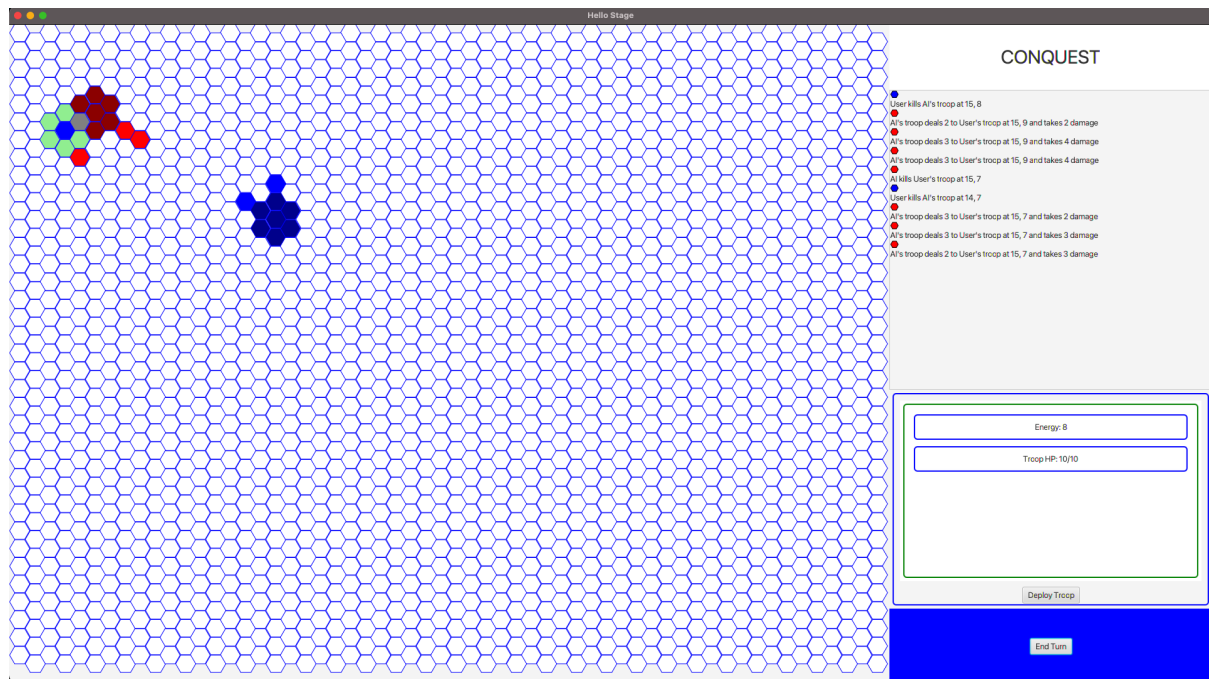 Hello Stage
CONQUEST
User kills AI's troop at 15, 8
AI's troop deals 2 to User's troop at 15, 9 and takes 2 damage
AI's troop deals 3 to User's troop at 15, 9 and takes 4 damage
AI's troop deals 3 to User's troop at 15, 9 and takes 4 damage
AI kills User's troop at 15, 7
User kills AI's troop at 14, 7
AI's troop deals 3 to User's troop at 15, 7 and takes 2 damage
AI's troop deals 3 to User's troop at 15, 7 and takes 3 damage
AI's troop deals 2 to User's troop at 15, 7 and takes 3 damage
Energy: 8
Troop HP: 10/10
Deploy Troop
End Turn